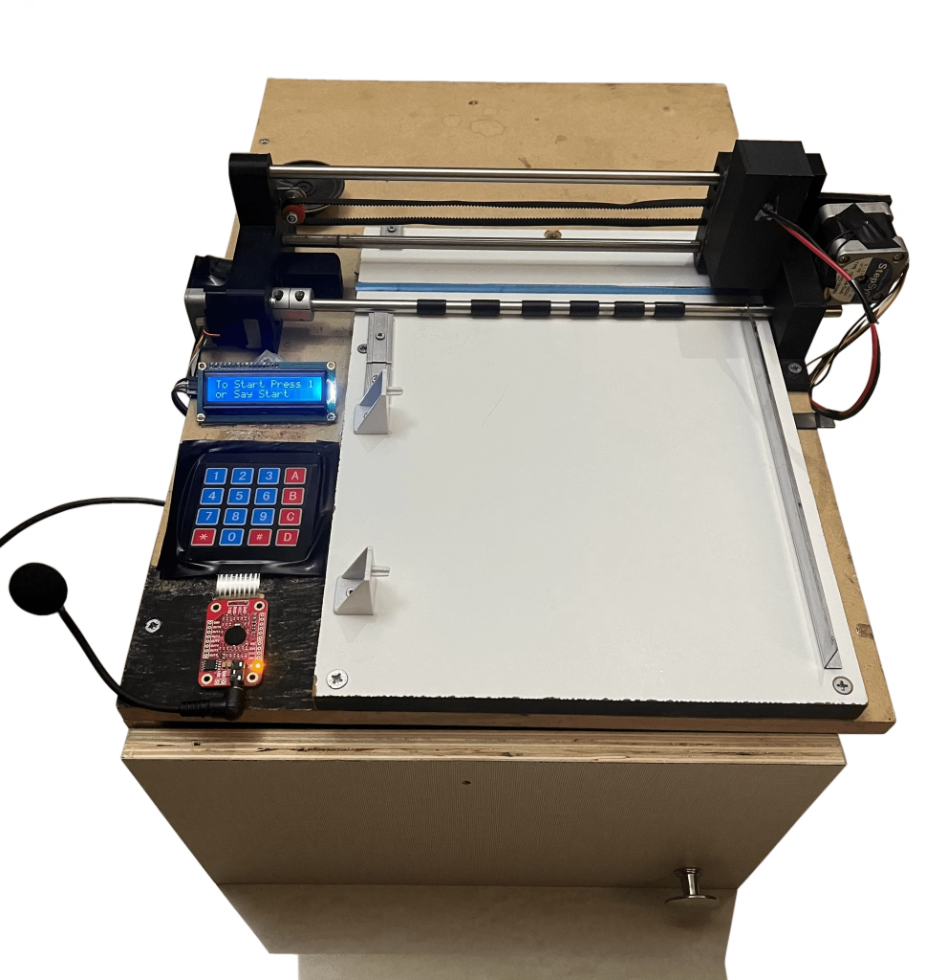 To Start Press 1
or Say Start
1 2 3 A
4 5 6 B
7 8 9 C
* 0 # D